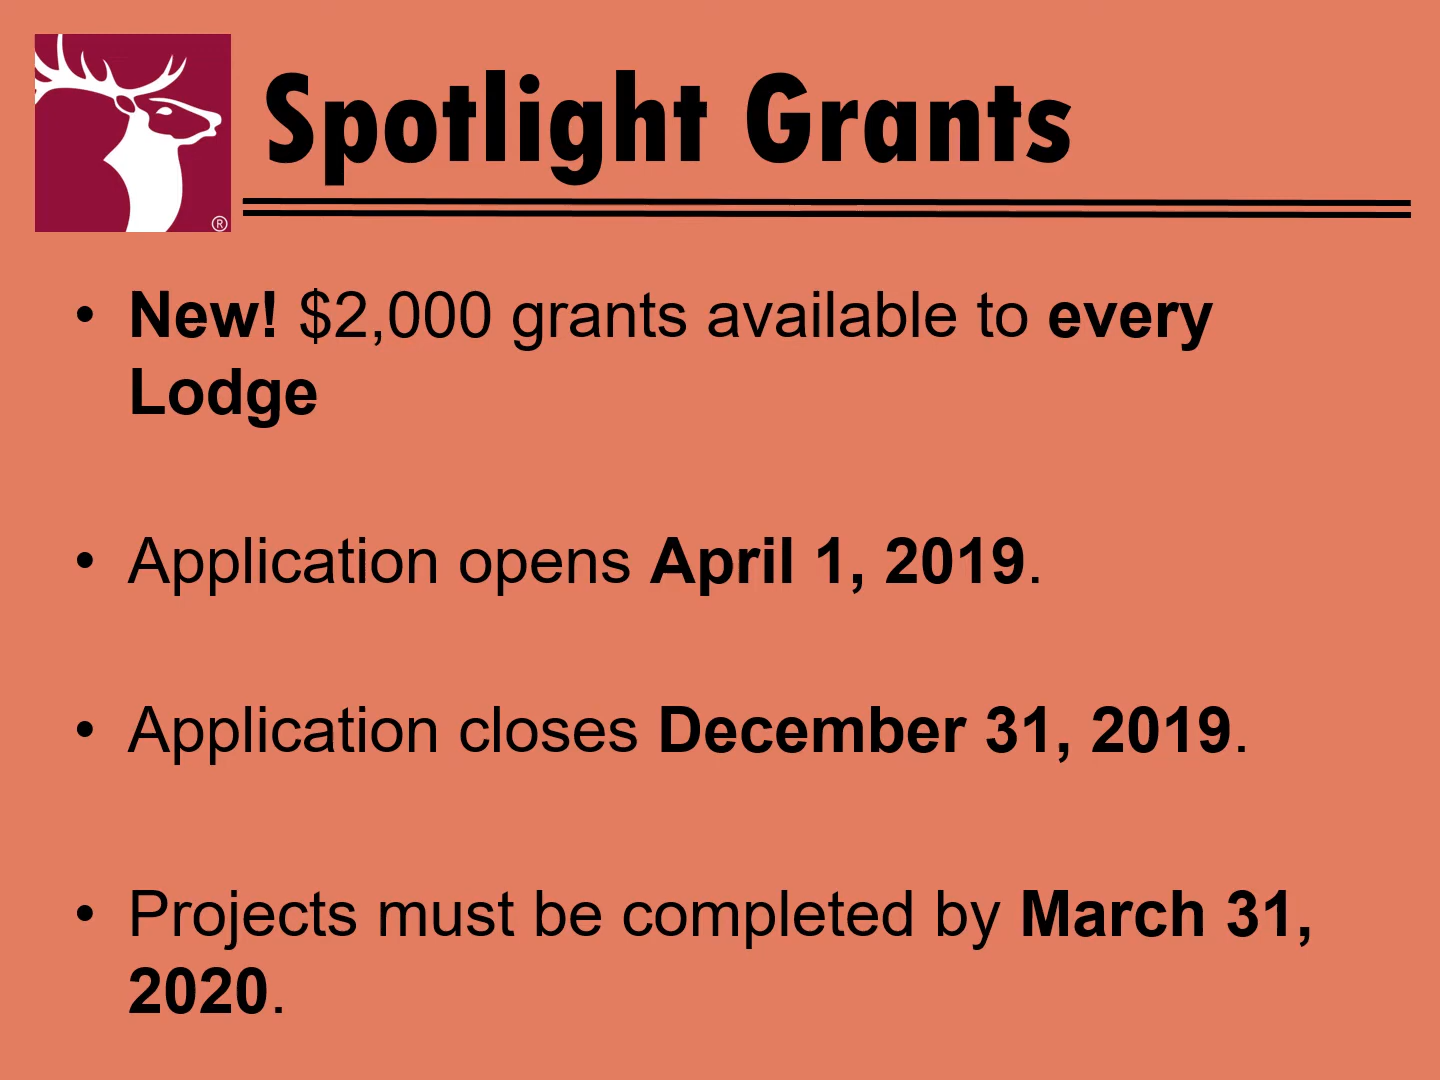 Spotlight Grants
®
• New! $2,000 grants available to every
Lodge
• Application opens April 1, 2019.
• Application closes December 31, 2019.
• Projects must be completed by March 31,
2020.